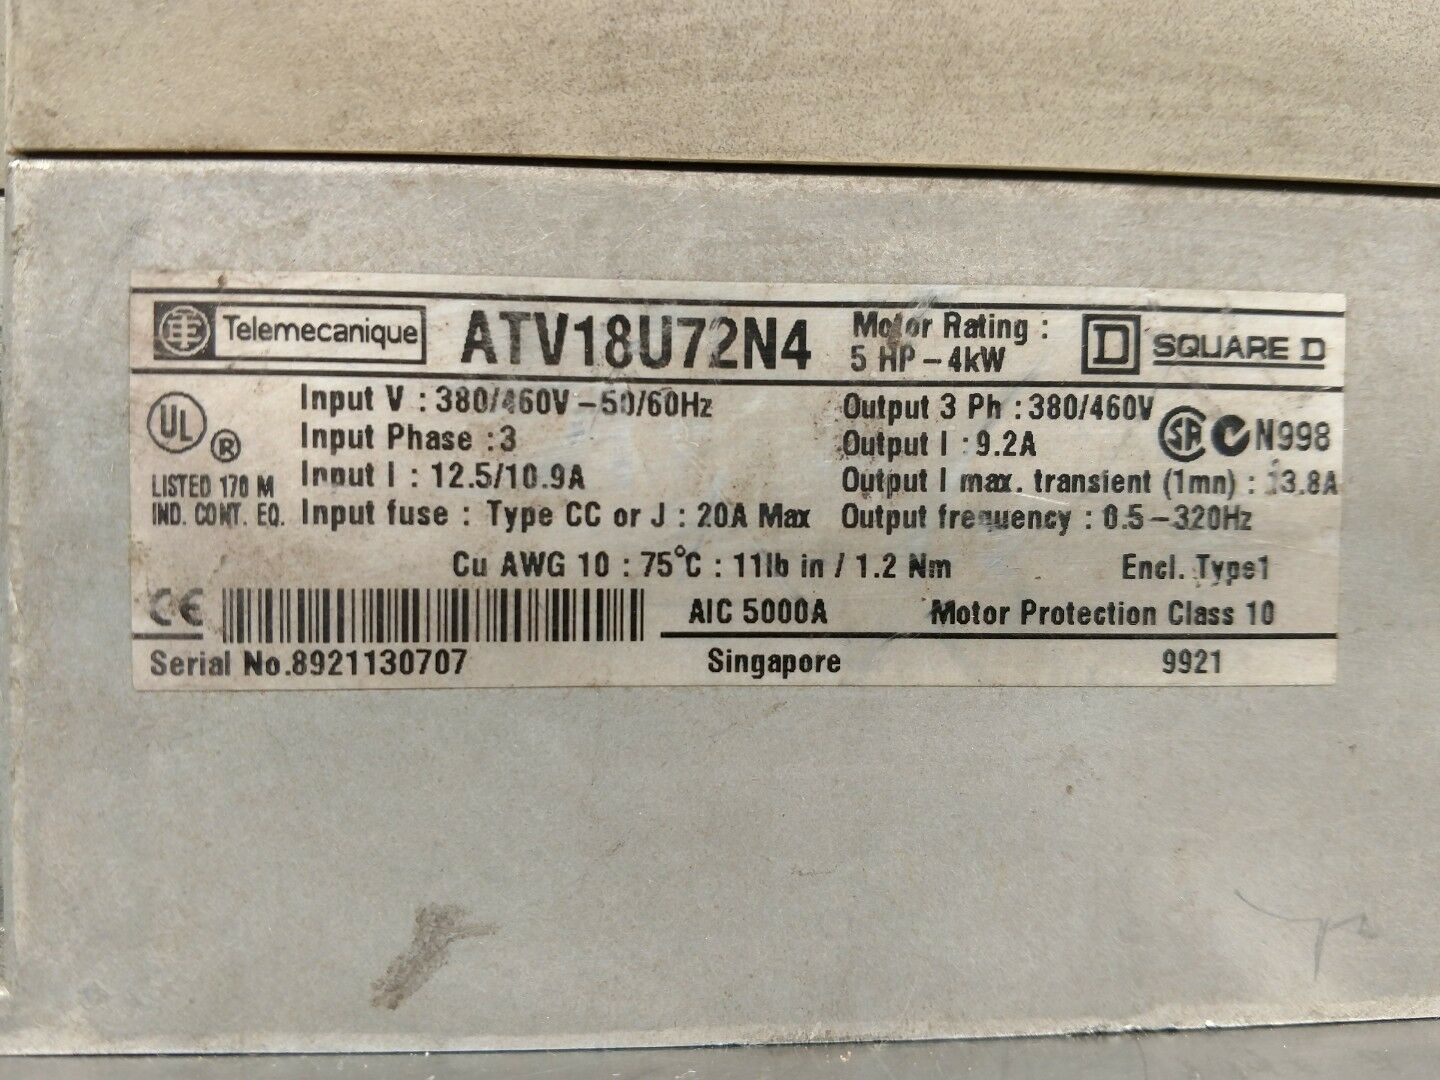 Telemecanique ATV18U72N4 Motor Rating : 5 HP – 4kW D SQUARE D
UL ®
LISTED 170 M
IND. CONT. EQ.
Input V : 380/460V – 50/60Hz
Input Phase : 3
Input I : 12.5/10.9A
Input fuse : Type CC or J : 20A Max
Output 3 Ph : 380/460V
Output I : 9.2A
Output I max. transient (1mn) : 13.8A
Output frequency : 0.5 – 320Hz
SA N998
Cu AWG 10 : 75°C : 11lb in / 1.2 Nm Encl. Type1
CE AIC 5000A Motor Protection Class 10
Serial No.8921130707 Singapore 9921